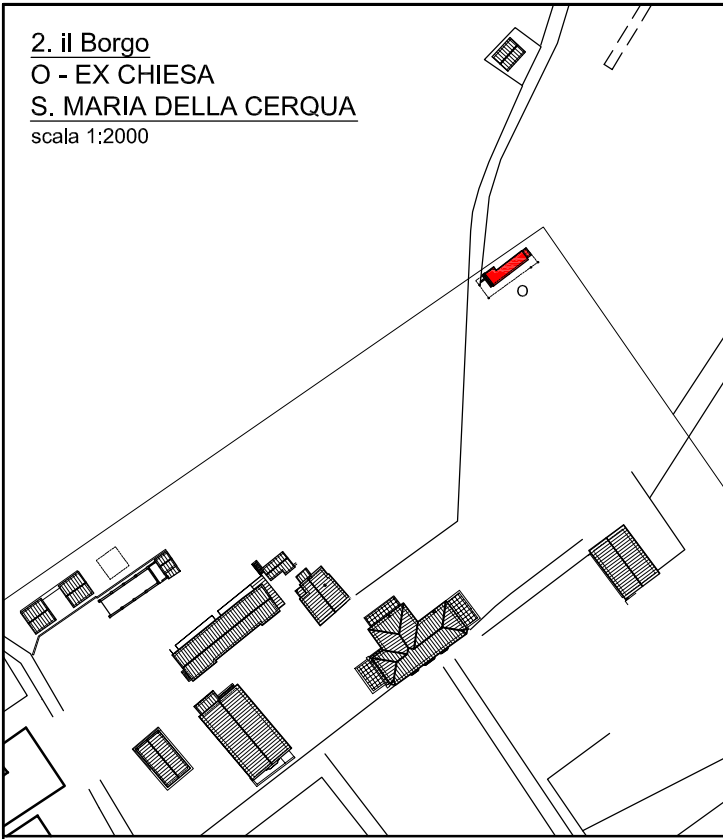 2. il Borgo
O - EX CHIESA
S. MARIA DELLA CERQUA
scala 1:2000
O